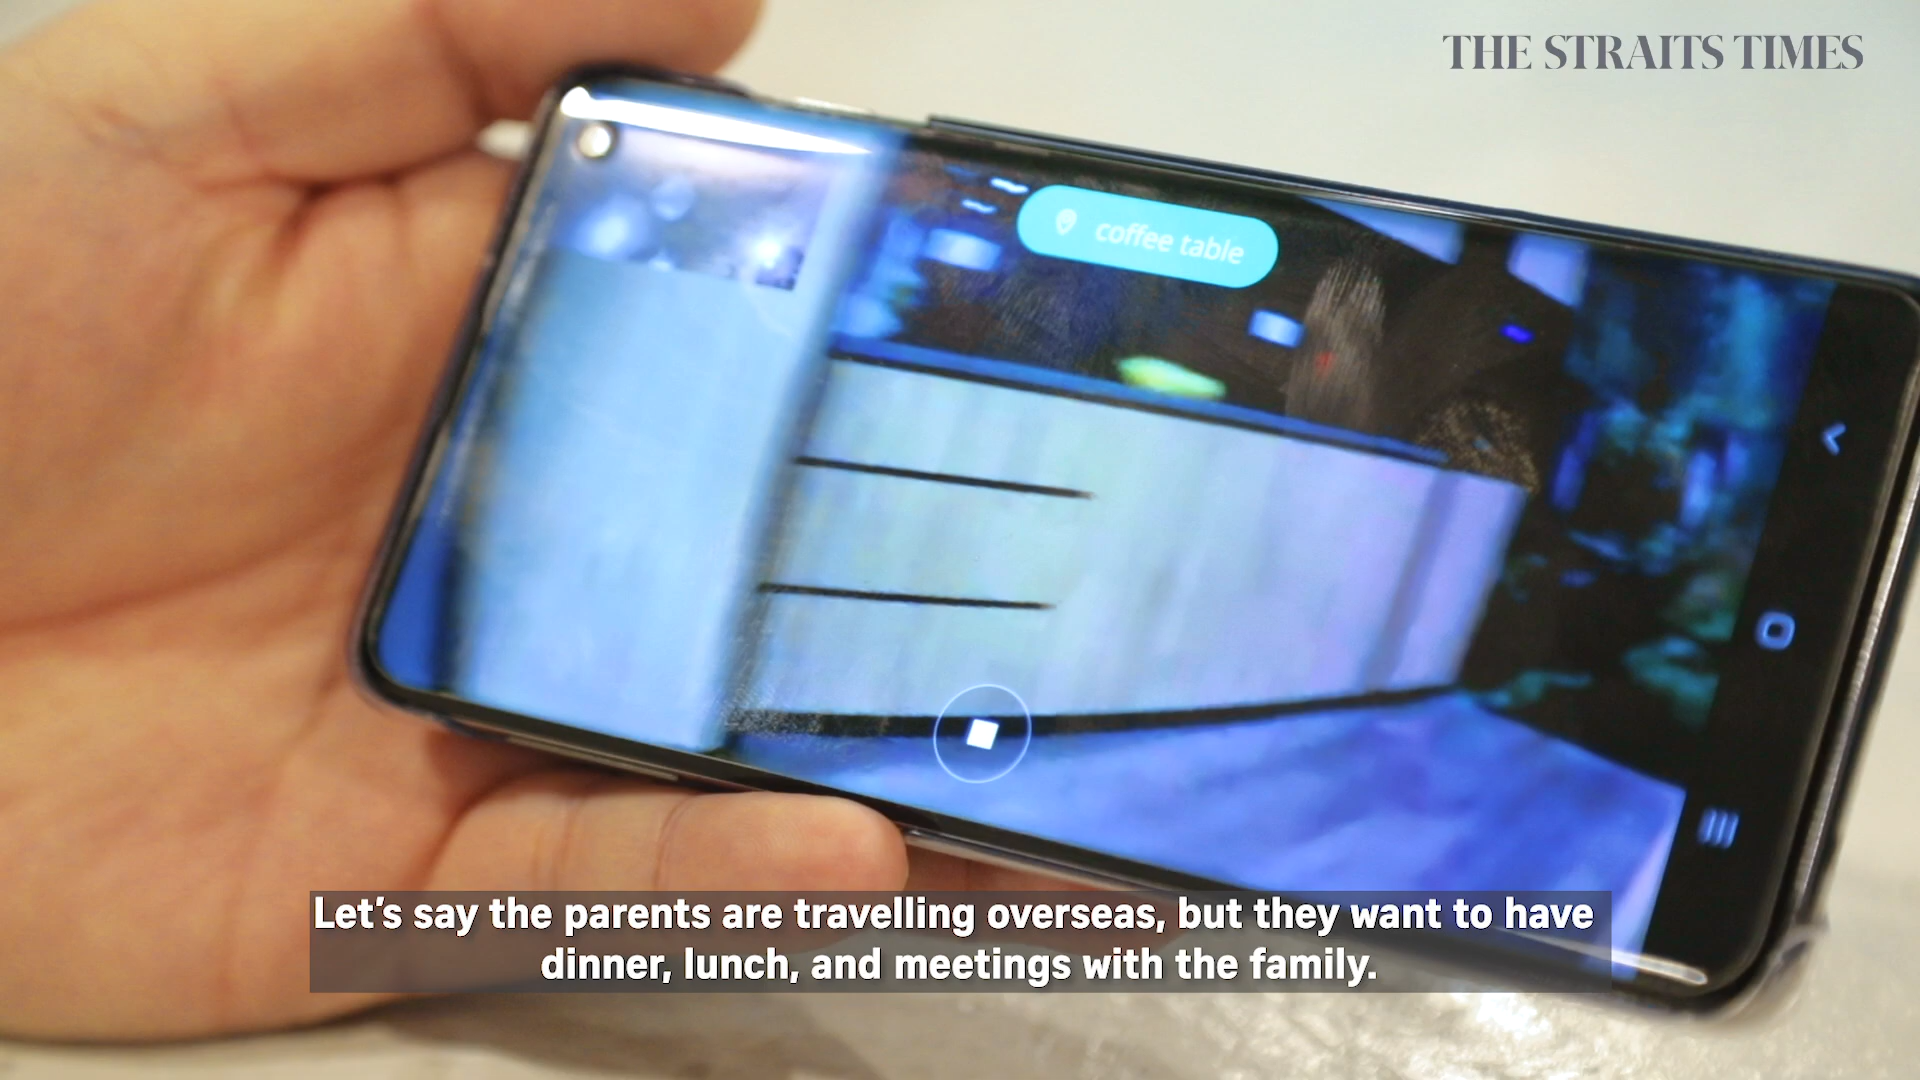 THE STRAITS TIMES
coffee table
Let's say the parents are travelling overseas, but they want to have
dinner, lunch, and meetings with the family.